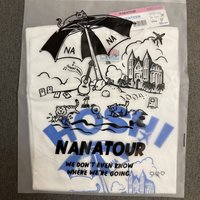 NA
NA
HOSHI
NANATOUR
WE DON'T EVEN KNOW
WHERE WE'RE GOING